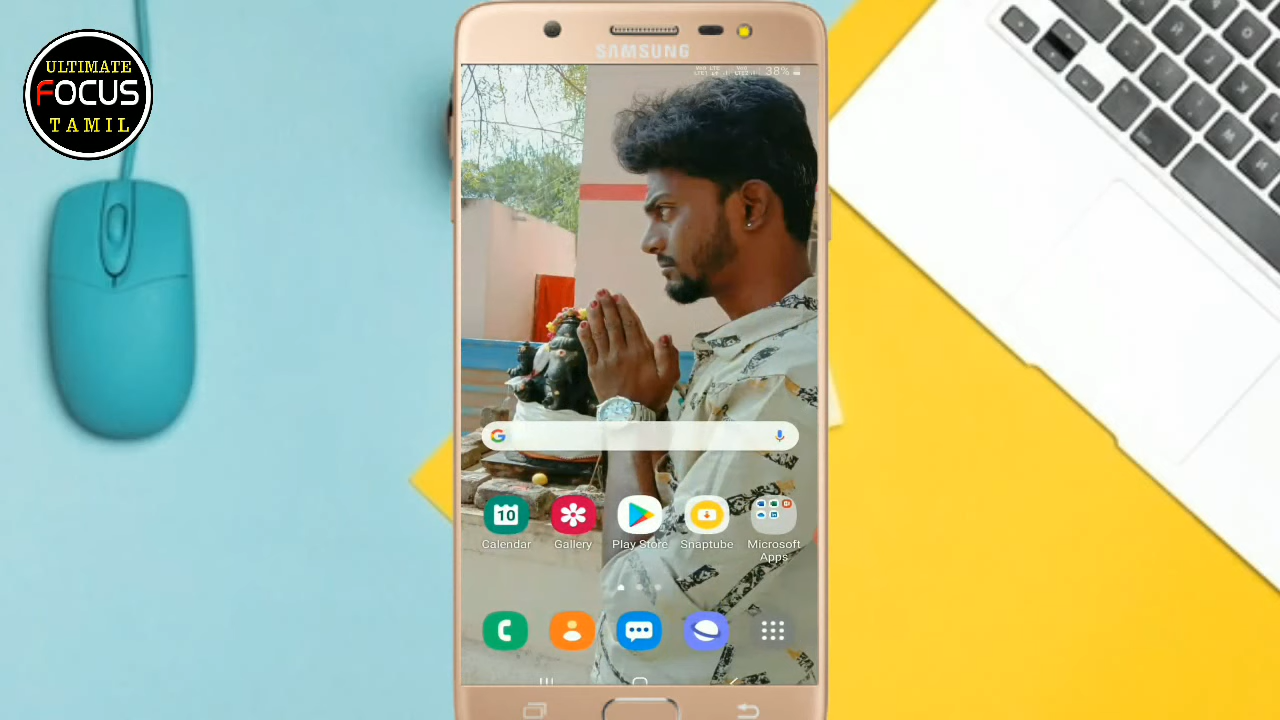 ULTIMATE
FOCUS
TAMIL
SAMSUNG
38%
10
Calendar
Gallery
Play Store
Snaptube
Microsoft
Apps